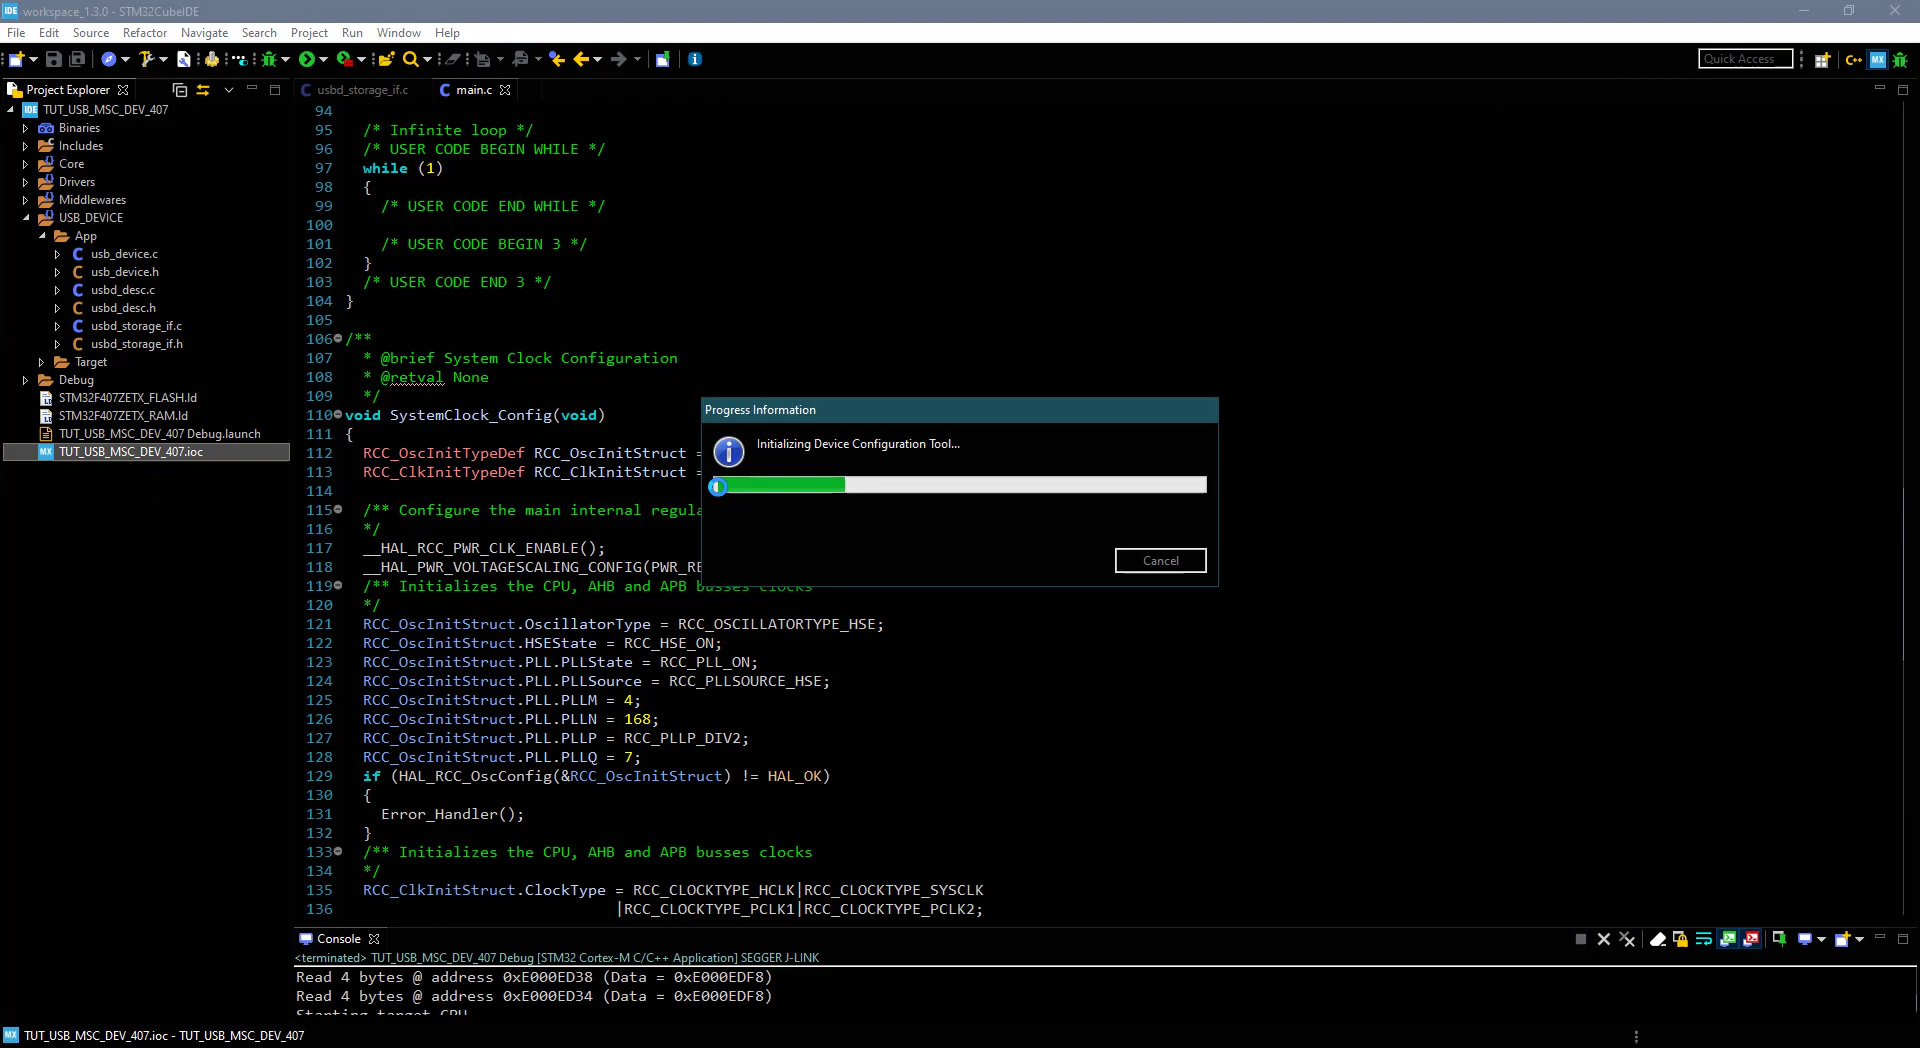 IDE workspace_1.3.0 - STM32CubeIDE
File Edit Source Refactor Navigate Search Project Run Window Help
Quick Access
C++ MX
Project Explorer
usbd_storage_if.c
main.c
IDE TUT_USB_MSC_DEV_407
Binaries
Includes
Core
Drivers
Middlewares
USB_DEVICE
App
usb_device.c
usb_device.h
usbd_desc.c
usbd_desc.h
usbd_storage_if.c
usbd_storage_if.h
Target
Debug
STM32F407ZETX_FLASH.ld
STM32F407ZETX_RAM.ld
TUT_USB_MSC_DEV_407 Debug.launch
MX TUT_USB_MSC_DEV_407.ioc
94
95 /* Infinite loop */
96 /* USER CODE BEGIN WHILE */
97 while (1)
98 {
99 /* USER CODE END WHILE */
100
101 /* USER CODE BEGIN 3 */
102 }
103 /* USER CODE END 3 */
104 }
105
106 /**
107 * @brief System Clock Configuration
108 * @retval None
109 */
110 void SystemClock_Config(void)
111 {
112 RCC_OscInitTypeDef RCC_OscInitStruct =
113 RCC_ClkInitTypeDef RCC_ClkInitStruct =
114
115 /** Configure the main internal regula
116 */
117 __HAL_RCC_PWR_CLK_ENABLE();
118 __HAL_PWR_VOLTAGESCALING_CONFIG(PWR_RE
119 /** Initializes the CPU, AHB and APB busses clocks
120 */
121 RCC_OscInitStruct.OscillatorType = RCC_OSCILLATORTYPE_HSE;
122 RCC_OscInitStruct.HSEState = RCC_HSE_ON;
123 RCC_OscInitStruct.PLL.PLLState = RCC_PLL_ON;
124 RCC_OscInitStruct.PLL.PLLSource = RCC_PLLSOURCE_HSE;
125 RCC_OscInitStruct.PLL.PLLM = 4;
126 RCC_OscInitStruct.PLL.PLLN = 168;
127 RCC_OscInitStruct.PLL.PLLP = RCC_PLLP_DIV2;
128 RCC_OscInitStruct.PLL.PLLQ = 7;
129 if (HAL_RCC_OscConfig(&RCC_OscInitStruct) != HAL_OK)
130 {
131 Error_Handler();
132 }
133 /** Initializes the CPU, AHB and APB busses clocks
134 */
135 RCC_ClkInitStruct.ClockType = RCC_CLOCKTYPE_HCLK|RCC_CLOCKTYPE_SYSCLK
136 |RCC_CLOCKTYPE_PCLK1|RCC_CLOCKTYPE_PCLK2;
Progress Information
Initializing Device Configuration Tool...
Cancel
Console
<terminated> TUT_USB_MSC_DEV_407 Debug [STM32 Cortex-M C/C++ Application] SEGGER J-LINK
Read 4 bytes @ address 0xE000ED38 (Data = 0xE000EDF8)
Read 4 bytes @ address 0xE000ED34 (Data = 0xE000EDF8)
Starting target CPU
MX TUT_USB_MSC_DEV_407.ioc - TUT_USB_MSC_DEV_407